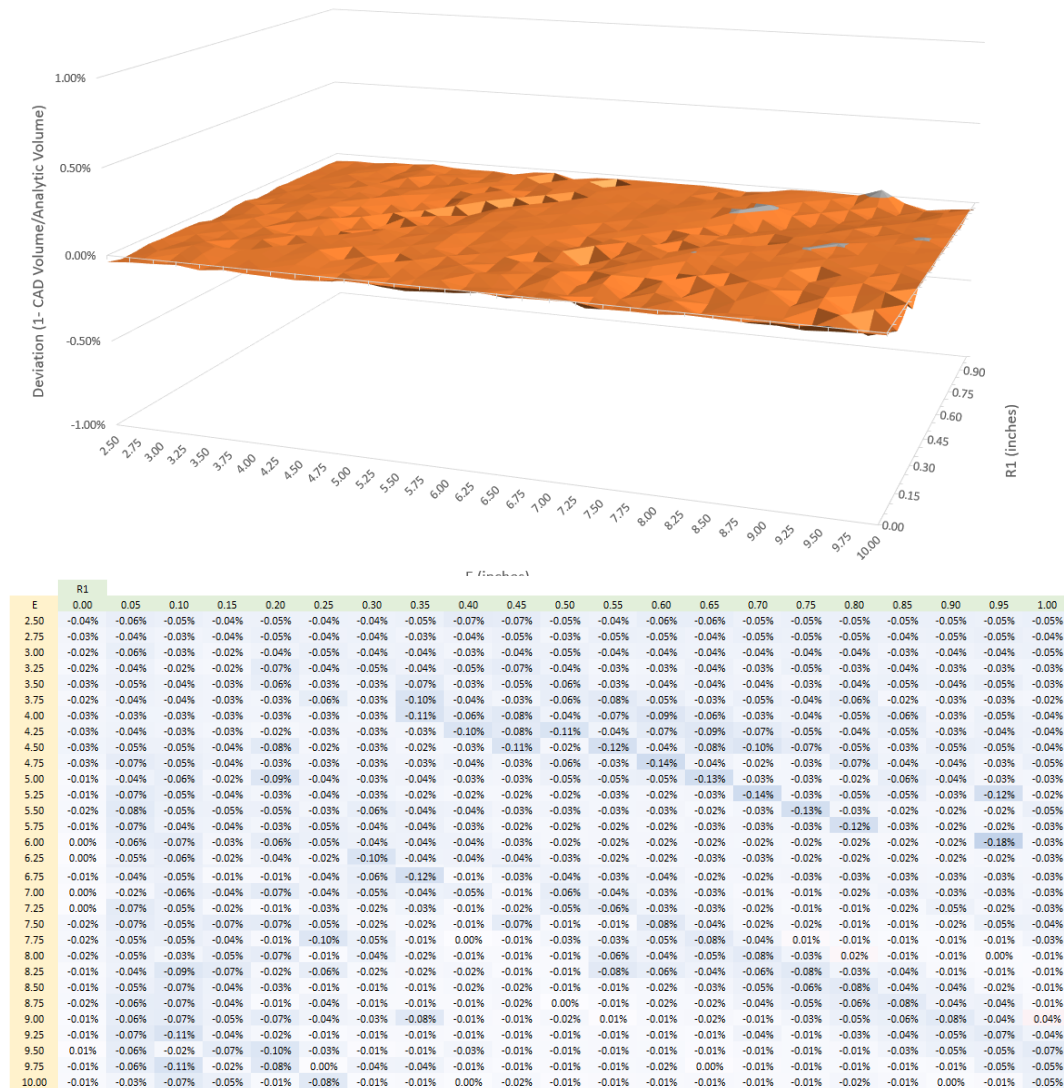 Deviation (1- CAD Volume/Analytic Volume)
1.00%
0.50%
0.00%
-0.50%
-1.00%
2.50 2.75 3.00 3.25 3.50 3.75 4.00 4.25 4.50 4.75 5.00 5.25 5.50 5.75 6.00 6.25 6.50 6.75 7.00 7.25 7.50 7.75 8.00 8.25 8.50 8.75 9.00 9.25 9.50 9.75 10.00
(inches)
0.90
0.75
0.60
0.45
0.30
0.15
0.00
R1 (inches)
R1
E 0.00 0.05 0.10 0.15 0.20 0.25 0.30 0.35 0.40 0.45 0.50 0.55 0.60 0.65 0.70 0.75 0.80 0.85 0.90 0.95 1.00
2.50 -0.04% -0.06% -0.05% -0.04% -0.05% -0.04% -0.04% -0.05% -0.07% -0.07% -0.05% -0.04% -0.06% -0.06% -0.05% -0.05% -0.05% -0.05% -0.05% -0.05% -0.05%
2.75 -0.03% -0.04% -0.03% -0.04% -0.05% -0.04% -0.04% -0.03% -0.04% -0.05% -0.03% -0.05% -0.05% -0.04% -0.05% -0.05% -0.05% -0.04% -0.05% -0.05% -0.05%
3.00 -0.02% -0.06% -0.03% -0.02% -0.04% -0.05% -0.04% -0.04% -0.03% -0.04% -0.05% -0.04% -0.04% -0.04% -0.04% -0.04% -0.04% -0.03% -0.04% -0.04% -0.05%
3.25 -0.02% -0.04% -0.02% -0.02% -0.07% -0.04% -0.05% -0.04% -0.05% -0.07% -0.04% -0.04% -0.03% -0.04% -0.03% -0.05% -0.03% -0.04% -0.04% -0.03% -0.03%
3.50 -0.03% -0.05% -0.04% -0.03% -0.06% -0.03% -0.03% -0.07% -0.03% -0.05% -0.06% -0.03% -0.04% -0.04% -0.04% -0.03% -0.04% -0.05% -0.04% -0.05% -0.03%
3.75 -0.02% -0.04% -0.04% -0.03% -0.03% -0.06% -0.03% -0.10% -0.04% -0.03% -0.06% -0.08% -0.05% -0.03% -0.05% -0.04% -0.06% -0.02% -0.03% -0.03% -0.05%
4.00 -0.03% -0.03% -0.03% -0.03% -0.03% -0.03% -0.03% -0.11% -0.06% -0.08% -0.04% -0.07% -0.09% -0.06% -0.03% -0.04% -0.05% -0.06% -0.03% -0.05% -0.04%
4.25 -0.03% -0.04% -0.03% -0.03% -0.02% -0.03% -0.03% -0.03% -0.10% -0.08% -0.11% -0.04% -0.07% -0.09% -0.07% -0.05% -0.04% -0.05% -0.03% -0.05% -0.04%
4.50 -0.03% -0.05% -0.05% -0.04% -0.08% -0.02% -0.03% -0.02% -0.03% -0.11% -0.02% -0.12% -0.04% -0.08% -0.10% -0.07% -0.05% -0.03% -0.05% -0.03% -0.04%
4.75 -0.03% -0.07% -0.05% -0.04% -0.02% -0.05% -0.04% -0.04% -0.03% -0.03% -0.06% -0.03% -0.14% -0.04% -0.02% -0.03% -0.07% -0.04% -0.04% -0.03% -0.03%
5.00 -0.01% -0.04% -0.06% -0.02% -0.09% -0.04% -0.03% -0.04% -0.04% -0.03% -0.03% -0.05% -0.05% -0.13% -0.03% -0.03% -0.02% -0.06% -0.04% -0.03% -0.04%
5.25 -0.01% -0.07% -0.05% -0.04% -0.03% -0.04% -0.03% -0.02% -0.02% -0.02% -0.02% -0.03% -0.02% -0.03% -0.14% -0.03% -0.05% -0.05% -0.03% -0.12% -0.02%
5.50 -0.02% -0.08% -0.05% -0.05% -0.05% -0.03% -0.06% -0.04% -0.04% -0.03% -0.03% -0.03% -0.03% -0.02% -0.03% -0.13% -0.03% -0.02% -0.02% -0.02% -0.05%
5.75 -0.01% -0.07% -0.04% -0.04% -0.03% -0.05% -0.04% -0.04% -0.03% -0.02% -0.02% -0.02% -0.02% -0.03% -0.03% -0.03% -0.12% -0.03% -0.02% -0.02% -0.03%
6.00 0.00% -0.06% -0.07% -0.03% -0.06% -0.05% -0.04% -0.04% -0.04% -0.03% -0.02% -0.02% -0.02% -0.02% -0.02% -0.02% -0.02% -0.02% -0.02% -0.18% -0.03%
6.25 0.00% -0.05% -0.06% -0.02% -0.04% -0.02% -0.10% -0.04% -0.04% -0.04% -0.03% -0.02% -0.02% -0.03% -0.03% -0.02% -0.02% -0.02% -0.02% -0.02% -0.03%
6.75 -0.01% -0.04% -0.05% -0.01% -0.01% -0.04% -0.06% -0.12% -0.01% -0.03% -0.04% -0.03% -0.04% -0.02% -0.02% -0.03% -0.03% -0.03% -0.03% -0.03% -0.03%
7.00 0.00% -0.02% -0.06% -0.04% -0.07% -0.04% -0.05% -0.04% -0.05% -0.01% -0.06% -0.04% -0.03% -0.03% -0.01% -0.01% -0.02% -0.03% -0.03% -0.03% -0.03%
7.25 0.00% -0.07% -0.05% -0.02% -0.01% -0.03% -0.02% -0.03% -0.01% -0.02% -0.05% -0.06% -0.03% -0.03% -0.02% -0.01% -0.01% -0.02% -0.05% -0.02% -0.03%
7.50 -0.02% -0.07% -0.05% -0.07% -0.07% -0.05% -0.02% -0.02% -0.04% -0.07% -0.01% -0.01% -0.08% -0.04% -0.02% -0.02% -0.01% -0.01% -0.02% -0.05% -0.04%
7.75 -0.02% -0.05% -0.05% -0.04% -0.01% -0.10% -0.05% -0.01% 0.00% -0.01% -0.03% -0.03% -0.05% -0.08% -0.04% 0.01% -0.01% -0.01% -0.01% -0.01% -0.03%
8.00 -0.02% -0.05% -0.03% -0.05% -0.07% -0.01% -0.04% -0.02% -0.01% -0.01% -0.01% -0.06% -0.04% -0.05% -0.08% -0.03% 0.02% -0.01% -0.01% 0.00% -0.01%
8.25 -0.01% -0.04% -0.09% -0.07% -0.02% -0.06% -0.02% -0.02% -0.02% -0.01% -0.01% -0.08% -0.06% -0.04% -0.06% -0.08% -0.03% -0.04% -0.01% -0.01% -0.01%
8.50 -0.01% -0.05% -0.07% -0.04% -0.03% -0.01% -0.01% -0.01% -0.02% -0.02% -0.01% -0.01% -0.02% -0.03% -0.05% -0.06% -0.08% -0.04% -0.04% -0.02% -0.01%
8.75 -0.02% -0.06% -0.07% -0.04% -0.01% -0.04% -0.01% -0.01% -0.01% -0.02% 0.00% -0.01% -0.02% -0.02% -0.04% -0.05% -0.06% -0.08% -0.04% -0.04% -0.01%
9.00 -0.01% -0.06% -0.07% -0.05% -0.07% -0.04% -0.03% -0.08% -0.01% -0.01% -0.02% 0.01% -0.01% -0.02% -0.01% -0.03% -0.05% -0.06% -0.08% -0.04% 0.04%
9.25 -0.01% -0.07% -0.11% -0.04% -0.02% -0.01% -0.01% -0.01% -0.01% -0.01% -0.01% -0.01% -0.01% -0.01% -0.04% -0.01% -0.03% -0.04% -0.05% -0.07% -0.04%
9.50 0.01% -0.06% -0.02% -0.07% -0.10% -0.03% -0.01% -0.01% -0.03% -0.01% -0.01% -0.02% -0.01% -0.01% -0.01% -0.01% -0.01% -0.03% -0.05% -0.05% -0.07%
9.75 -0.01% -0.06% -0.11% -0.02% -0.08% 0.00% -0.04% -0.04% -0.01% -0.01% -0.01% -0.01% -0.02% 0.00% -0.01% -0.01% -0.01% -0.01% -0.01% -0.05% -0.05%
10.00 -0.01% -0.03% -0.07% -0.05% -0.01% -0.08% -0.01% -0.01% 0.00% -0.02% -0.01% -0.01% -0.01% -0.01% -0.01% -0.01% -0.02% -0.01% 0.00% -0.01% -0.03%